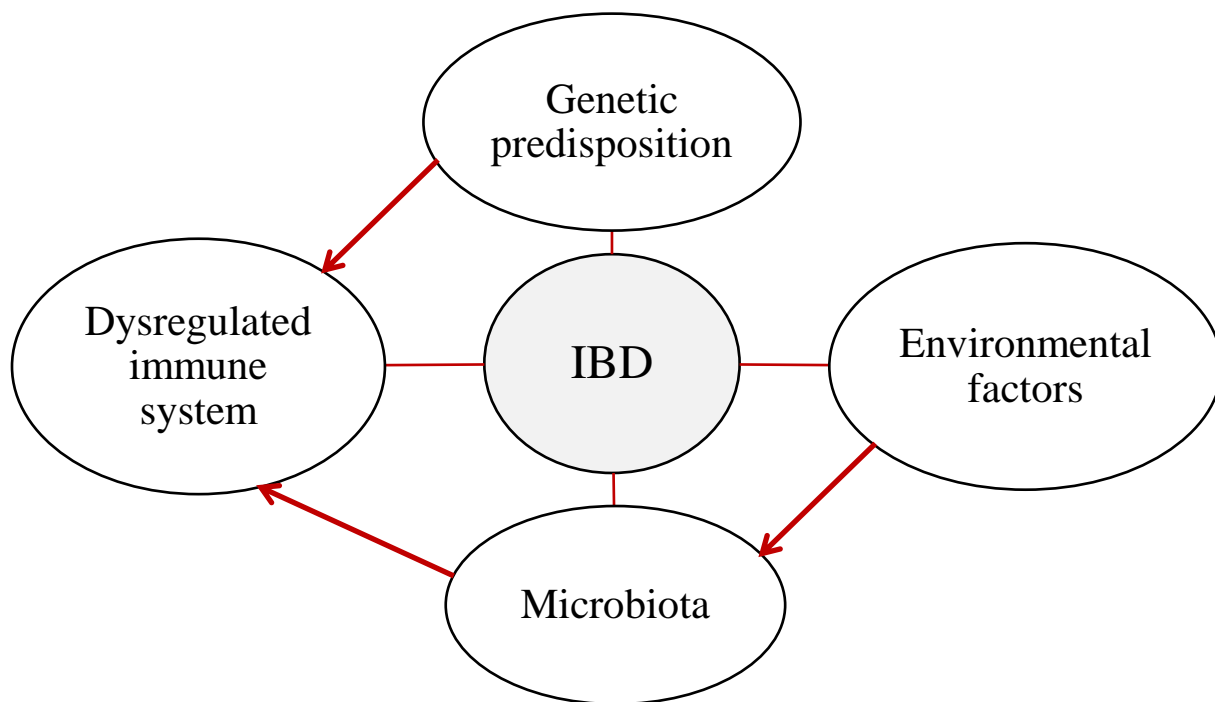 Genetic
predisposition
Dysregulated
immune
system
IBD
Environmental
factors
Microbiota